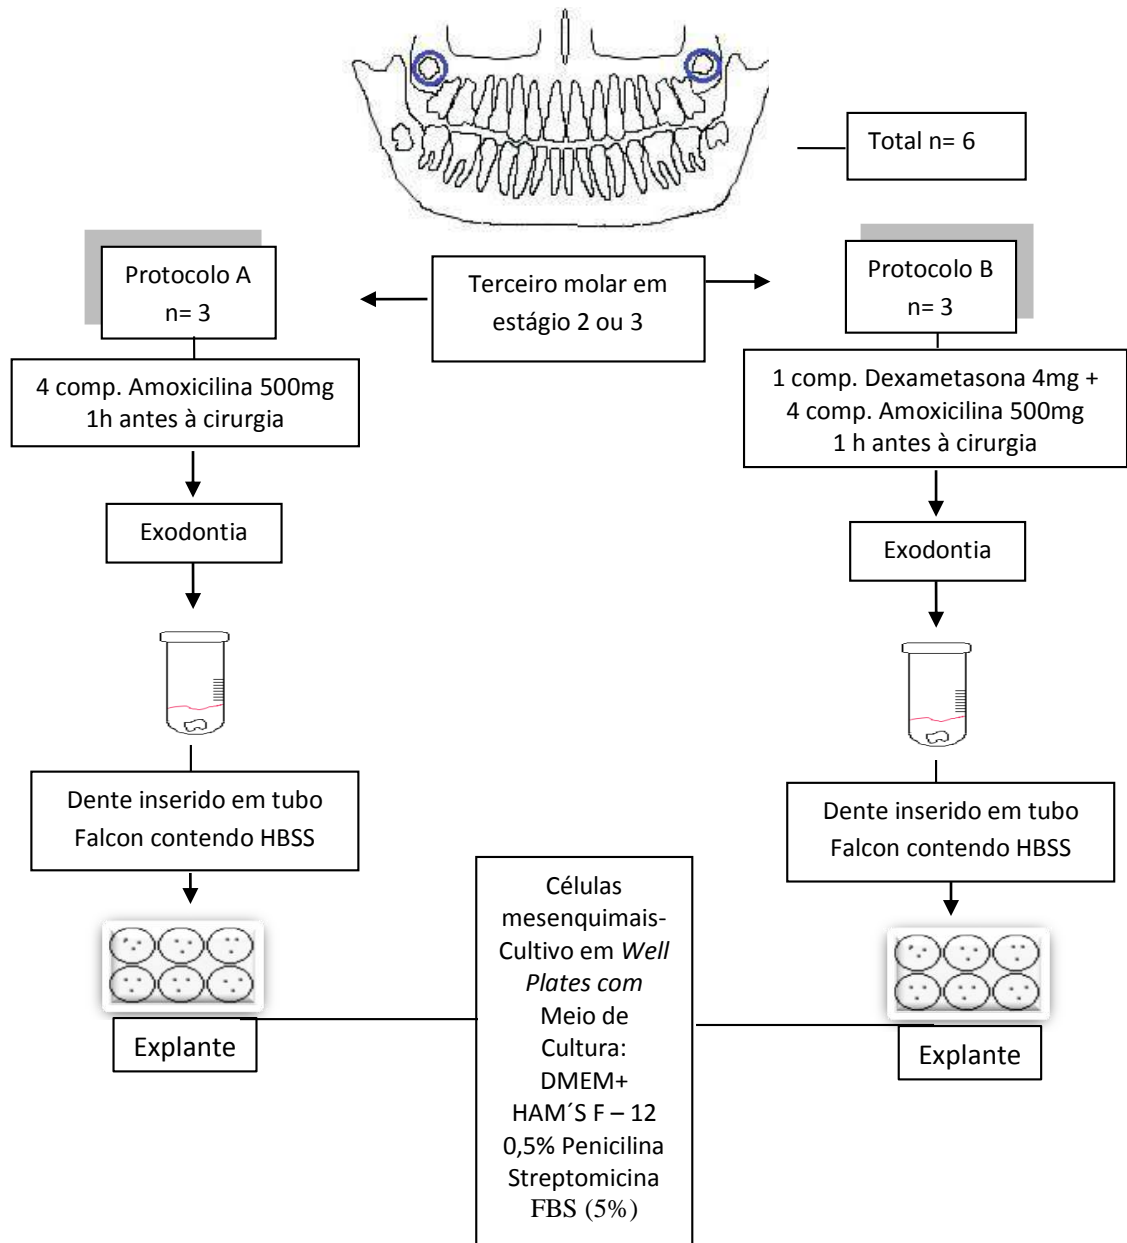 Total n= 6
Protocolo A
n= 3
Terceiro molar em
estágio 2 ou 3
Protocolo B
n= 3
4 comp. Amoxicilina 500mg
1h antes à cirurgia
1 comp. Dexametasona 4mg +
4 comp. Amoxicilina 500mg
1 h antes à cirurgia
Exodontia
Exodontia
Dente inserido em tubo
Falcon contendo HBSS
Dente inserido em tubo
Falcon contendo HBSS
Células
mesenquimais-
Cultivo em Well
Plates com
Meio de
Cultura:
DMEM+
HAM´S F – 12
0,5% Penicilina
Streptomicina
FBS (5%)
Explante
Explante